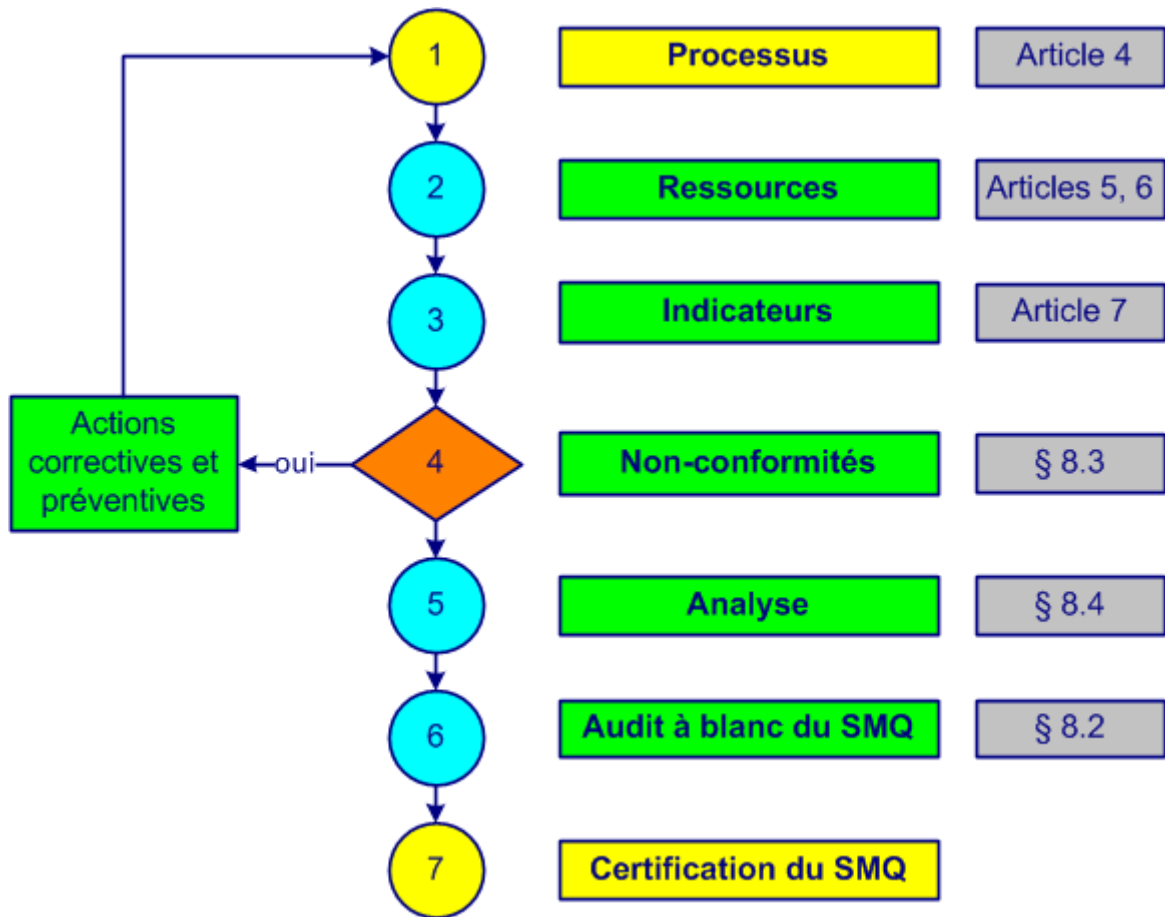 1
Processus
Article 4
2
Ressources
Articles 5, 6
3
Indicateurs
Article 7
Actions
correctives et
préventives
oui
4
Non-conformités
§ 8.3
5
Analyse
§ 8.4
6
Audit à blanc du SMQ
§ 8.2
7
Certification du SMQ